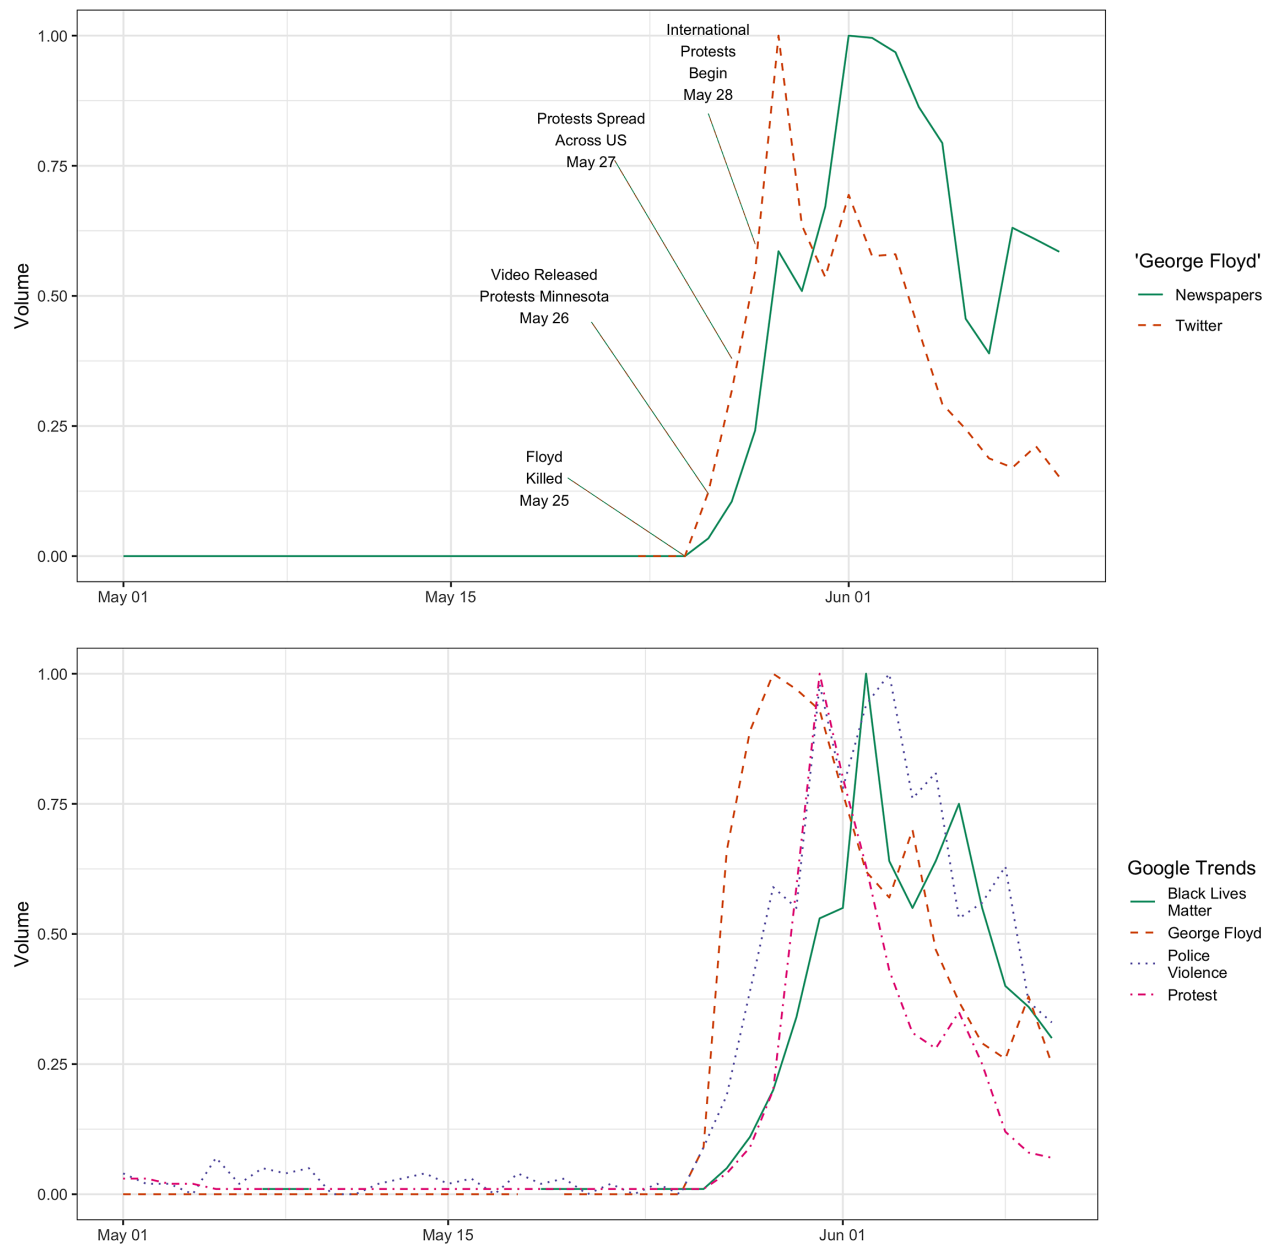 International
Protests
Begin
May 28
Protests Spread
Across US
May 27
Video Released
Protests Minnesota
May 26
Floyd
Killed
May 25
Volume
1.00
0.75
0.50
0.25
0.00
May 01
May 15
Jun 01
'George Floyd'
Newspapers
Twitter
Volume
1.00
0.75
0.50
0.25
0.00
May 01
May 15
Jun 01
Google Trends
Black Lives
Matter
George Floyd
Police
Violence
Protest